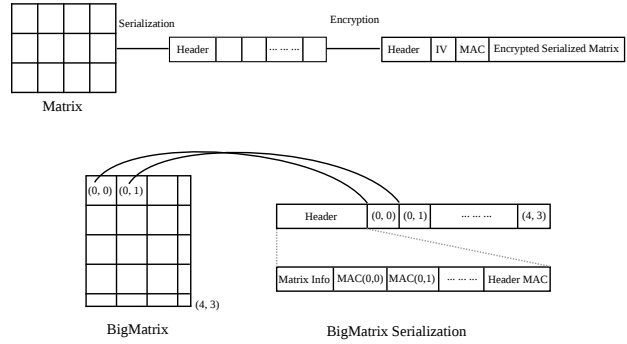 Serialization
Encryption
Header ... ... ...
Header IV MAC Encrypted Serialized Matrix
Matrix
(0, 0) (0, 1)
Header (0, 0) (0, 1) ... ... ... (4, 3)
Matrix Info MAC(0,0) MAC(0,1) ... ... ... Header MAC
(4, 3)
BigMatrix
BigMatrix Serialization